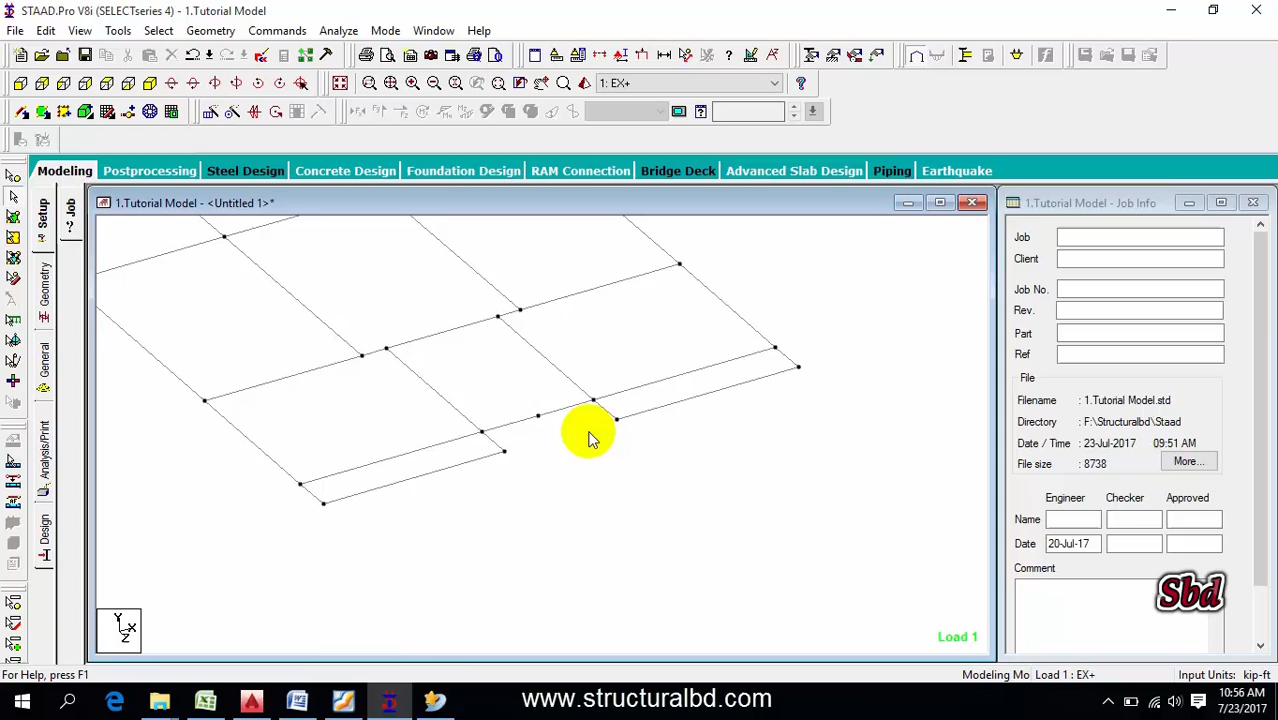 STAAD.Pro V8i (SELECTseries 4) - 1.Tutorial Model
File Edit View Tools Select Geometry Commands Analyze Mode Window Help
1: EX+
Modeling Postprocessing Steel Design Concrete Design Foundation Design RAM Connection Bridge Deck Advanced Slab Design Piping Earthquake
Setup
Job
Geometry
General
Analysis/Print
Design
1.Tutorial Model - <Untitled 1>*
Y
X
Z
Load 1
1.Tutorial Model - Job Info
Job
Client
Job No.
Rev.
Part
Ref
File
Filename : 1.Tutorial Model.std
Directory : F:\Structuralbd\Staad
Date / Time : 23-Jul-2017 09:51 AM
File size : 8738 More...
Engineer Checker Approved
Name
Date 20-Jul-17
Comment
Sbd
For Help, press F1
Modeling Mo Load 1 : EX+ Input Units: kip-ft
www.structuralbd.com
10:56 AM
7/23/2017